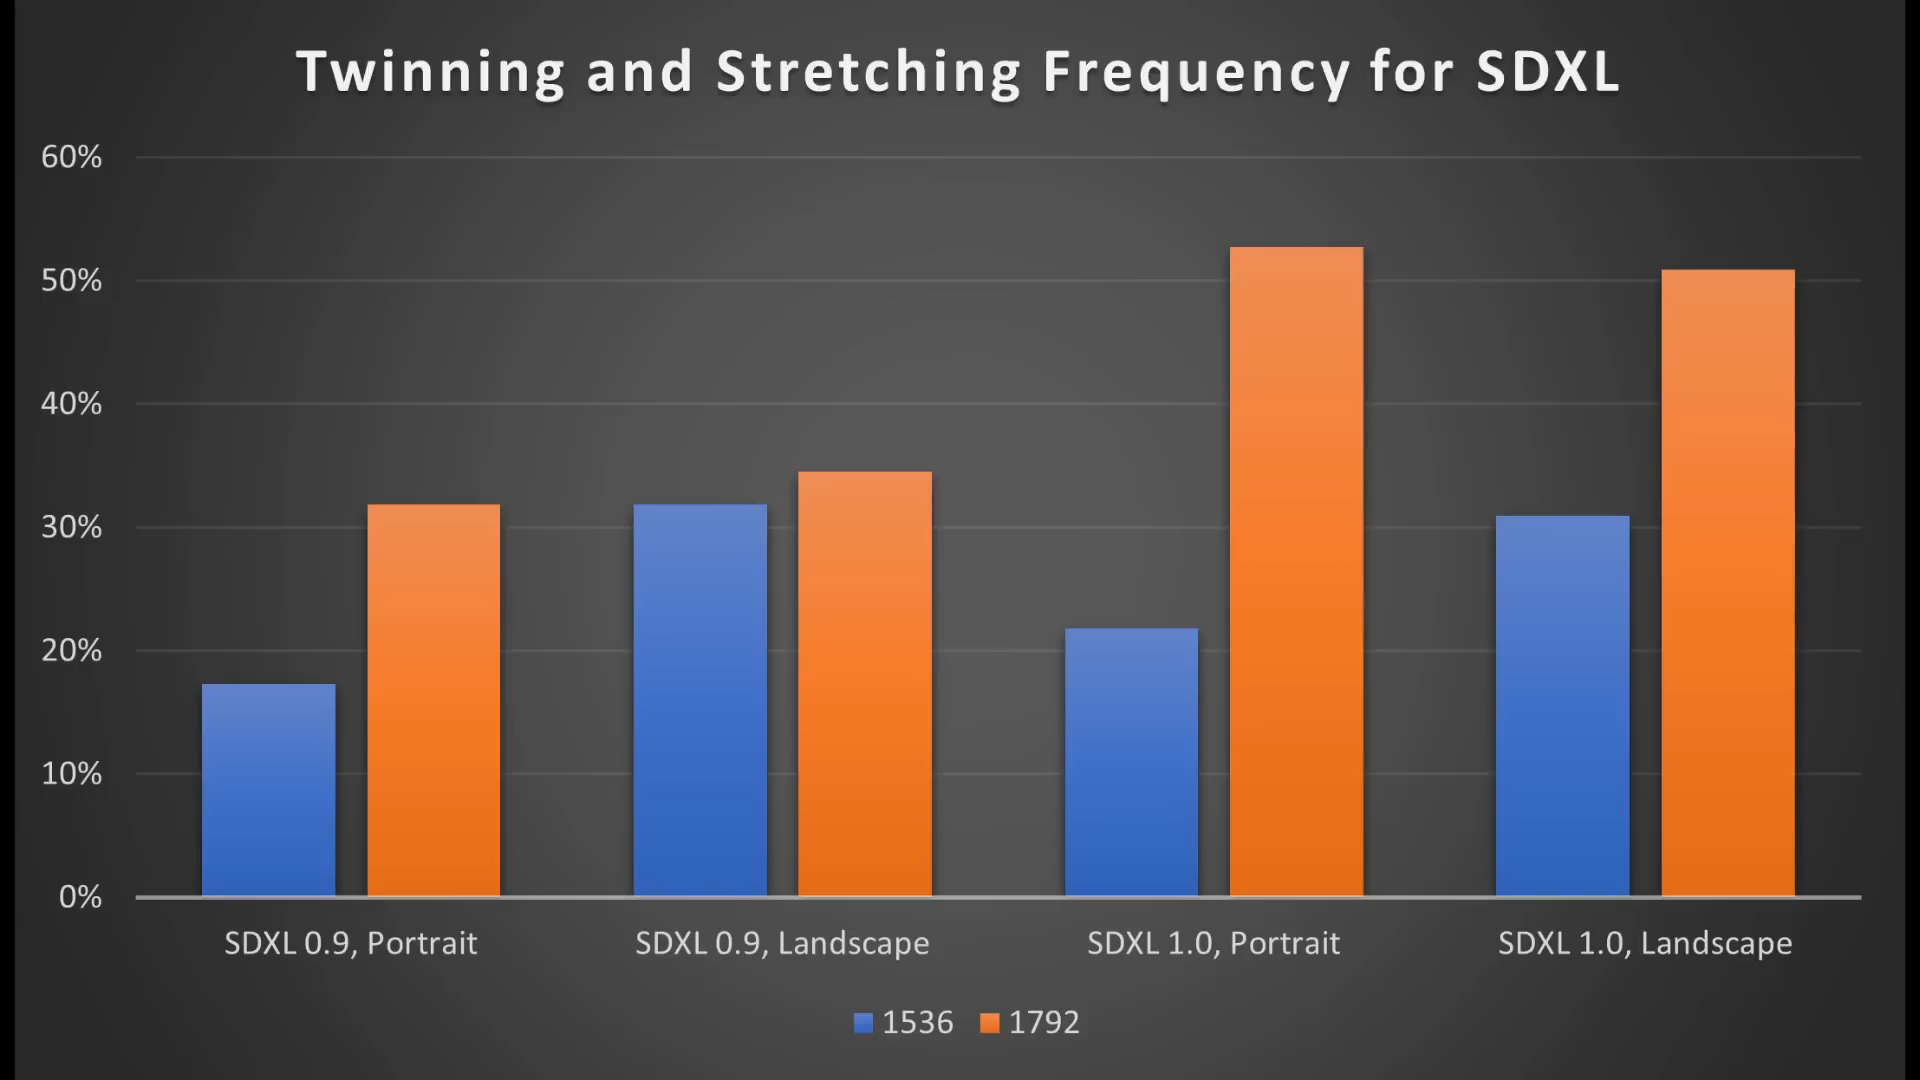 Twinning and Stretching Frequency for SDXL
60%
50%
40%
30%
20%
10%
0%
SDXL 0.9, Portrait
SDXL 0.9, Landscape
SDXL 1.0, Portrait
SDXL 1.0, Landscape
1536
1792